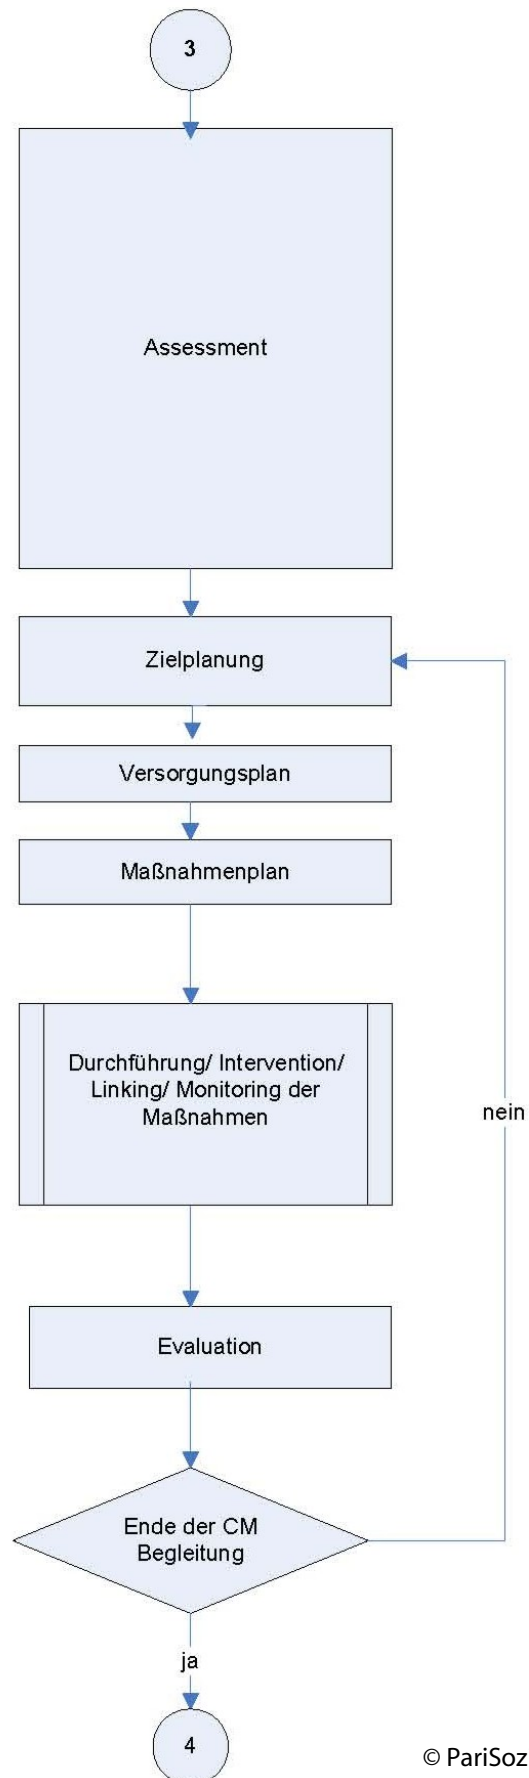 3
Assessment
Zielplanung
Versorgungsplan
Maßnahmenplan
Durchführung/ Intervention/
Linking/ Monitoring der
Maßnahmen
nein
Evaluation
Ende der CM
Begleitung
ja
4
© PariSoz